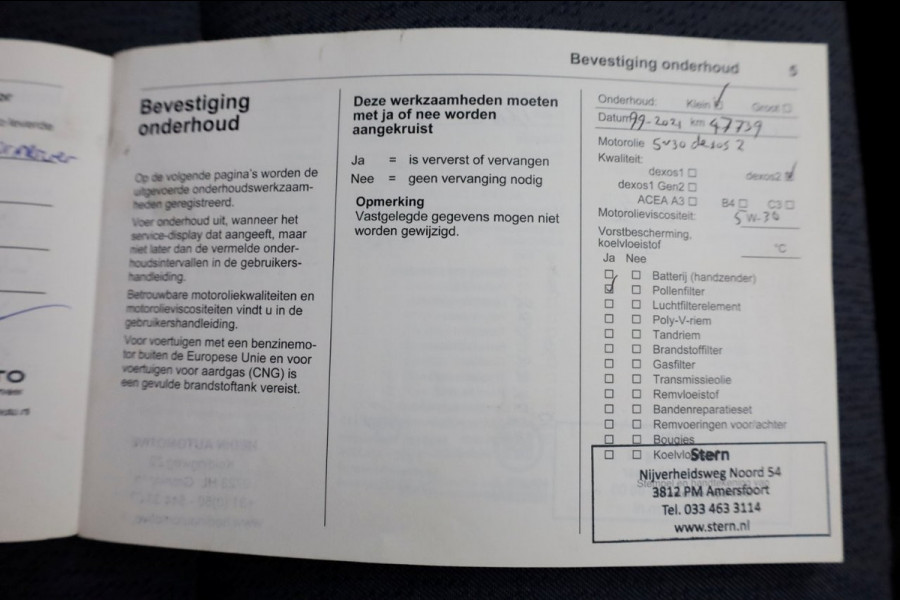 Bevestiging onderhoud 5
Bevestiging
onderhoud
Op de volgende pagina's worden de
uitgevoerde onderhoudswerkzaam-
heden geregistreerd.
Voer onderhoud uit, wanneer het
service-display dat aangeeft, maar
niet later dan de vermelde onder-
houdsintervallen in de gebruikers-
handleiding.
Betrouwbare motoroliekwaliteiten en
motorolieviscositeiten vindt u in de
gebruikershandleiding.
Voor voertuigen met een benzinemo-
tor buiten de Europese Unie en voor
voertuigen voor aardgas (CNG) is
een gevulde brandstoftank vereist.
Deze werkzaamheden moeten
met ja of nee worden
aangekruist
Ja = is ververst of vervangen
Nee = geen vervanging nodig
Opmerking
Vastgelegde gegevens mogen niet
worden gewijzigd.
Onderhoud: Klein Groot
Datum 99-2021 km 47739
Motorolie 5w30 dexos 2
Kwaliteit:
dexos1 dexos2
dexos1 Gen2
ACEA A3 B4 C3
Motorolieviscositeit: 5W-30
Vorstbescherming,
koelvloeistof °C
Ja Nee
Batterij (handzender)
Pollenfilter
Luchtfilterelement
Poly-V-riem
Tandriem
Brandstoffilter
Gasfilter
Transmissieolie
Remvloeistof
Bandenreparatieset
Remvoeringen voor/achter
Bougies
Koelvlo
Stern
Nijverheidsweg Noord 54
3812 PM Amersfoort
Tel. 033 463 3114
www.stern.nl